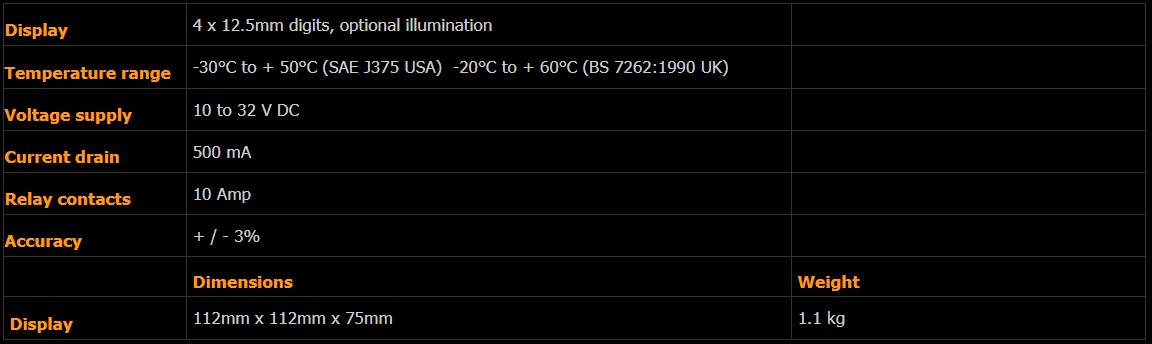 Display 4 x 12.5mm digits, optional illumination
Temperature range -30°C to + 50°C (SAE J375 USA)  -20°C to + 60°C (BS 7262:1990 UK)
Voltage supply 10 to 32 V DC
Current drain 500 mA
Relay contacts 10 Amp
Accuracy + / - 3%
Dimensions Weight
Display 112mm x 112mm x 75mm 1.1 kg